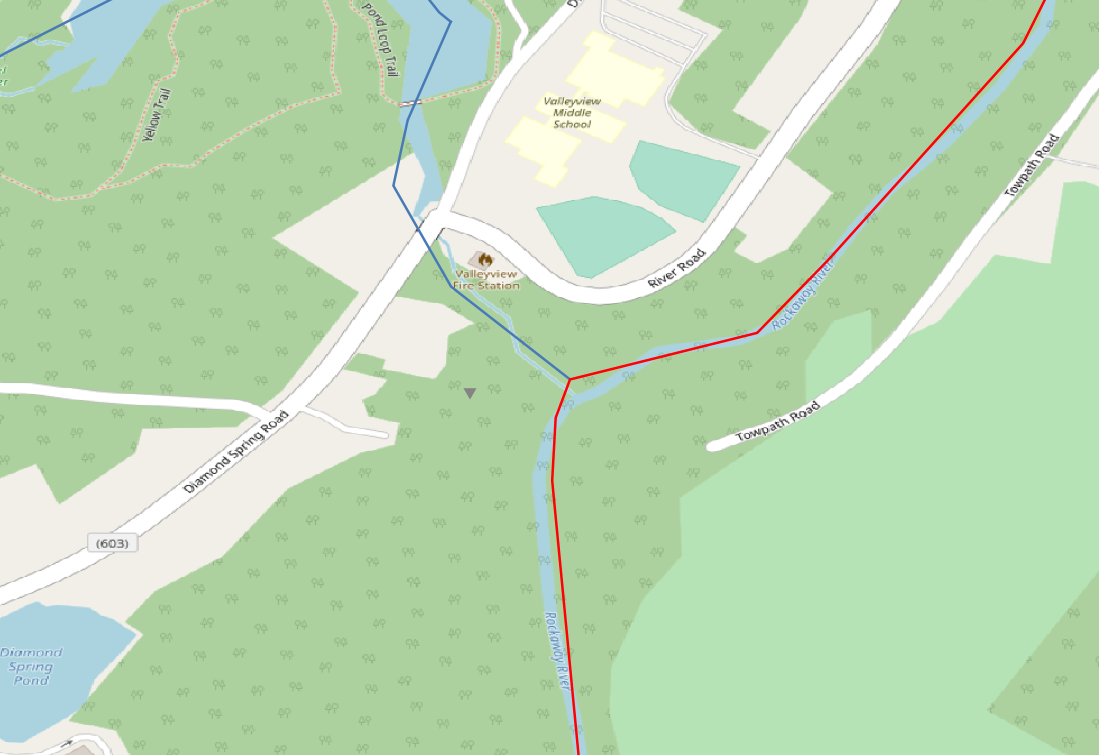 Pond Loop Trail
Yellow Trail
Valleyview
Middle
School
Towpath Road
River Road
Valleyview
Fire Station
Rockaway River
Towpath Road
Diamond Spring Road
(603)
Rockaway River
Diamond
Spring
Pond